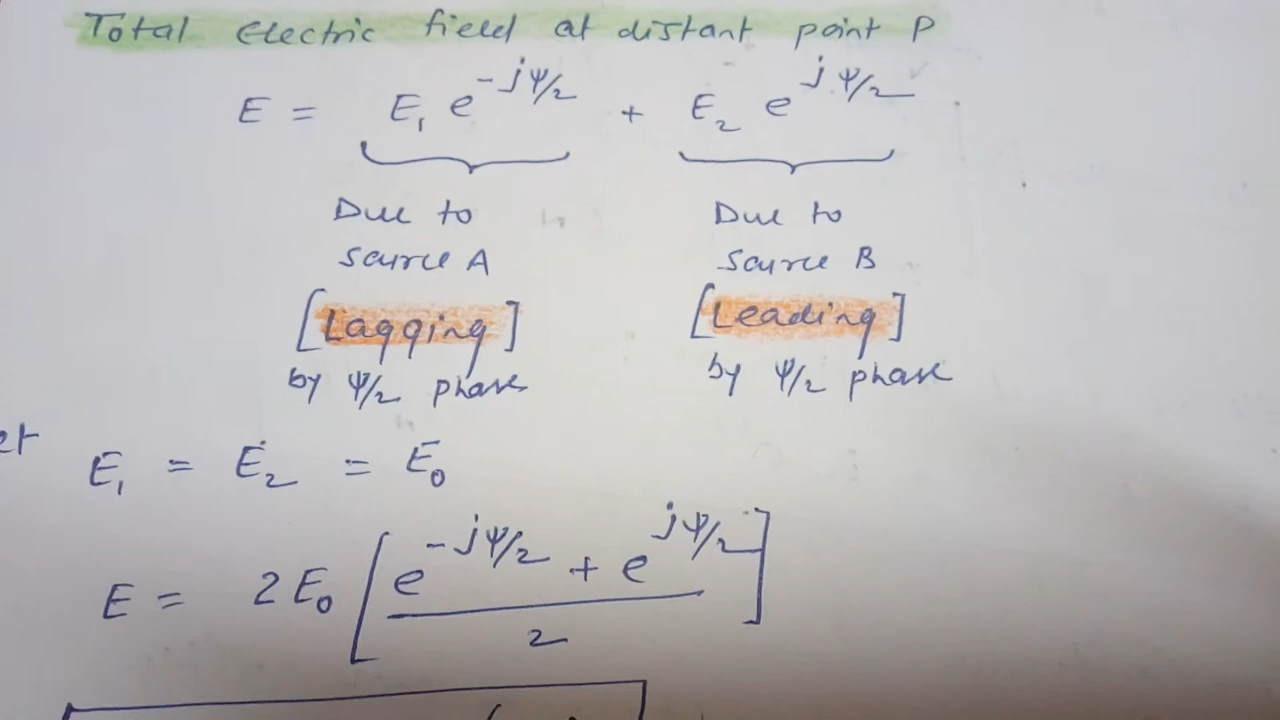 Total Electric field at distant point P
E = E₁ e^{-jΨ/2} + E₂ e^{jΨ/2}
Due to Due to
source A source B
[Lagging] [Leading]
by Ψ/2 phase by Ψ/2 phase
et E₁ = E₂ = E₀
E = 2E₀ [ (e^{-jΨ/2} + e^{jΨ/2}) / 2 ]